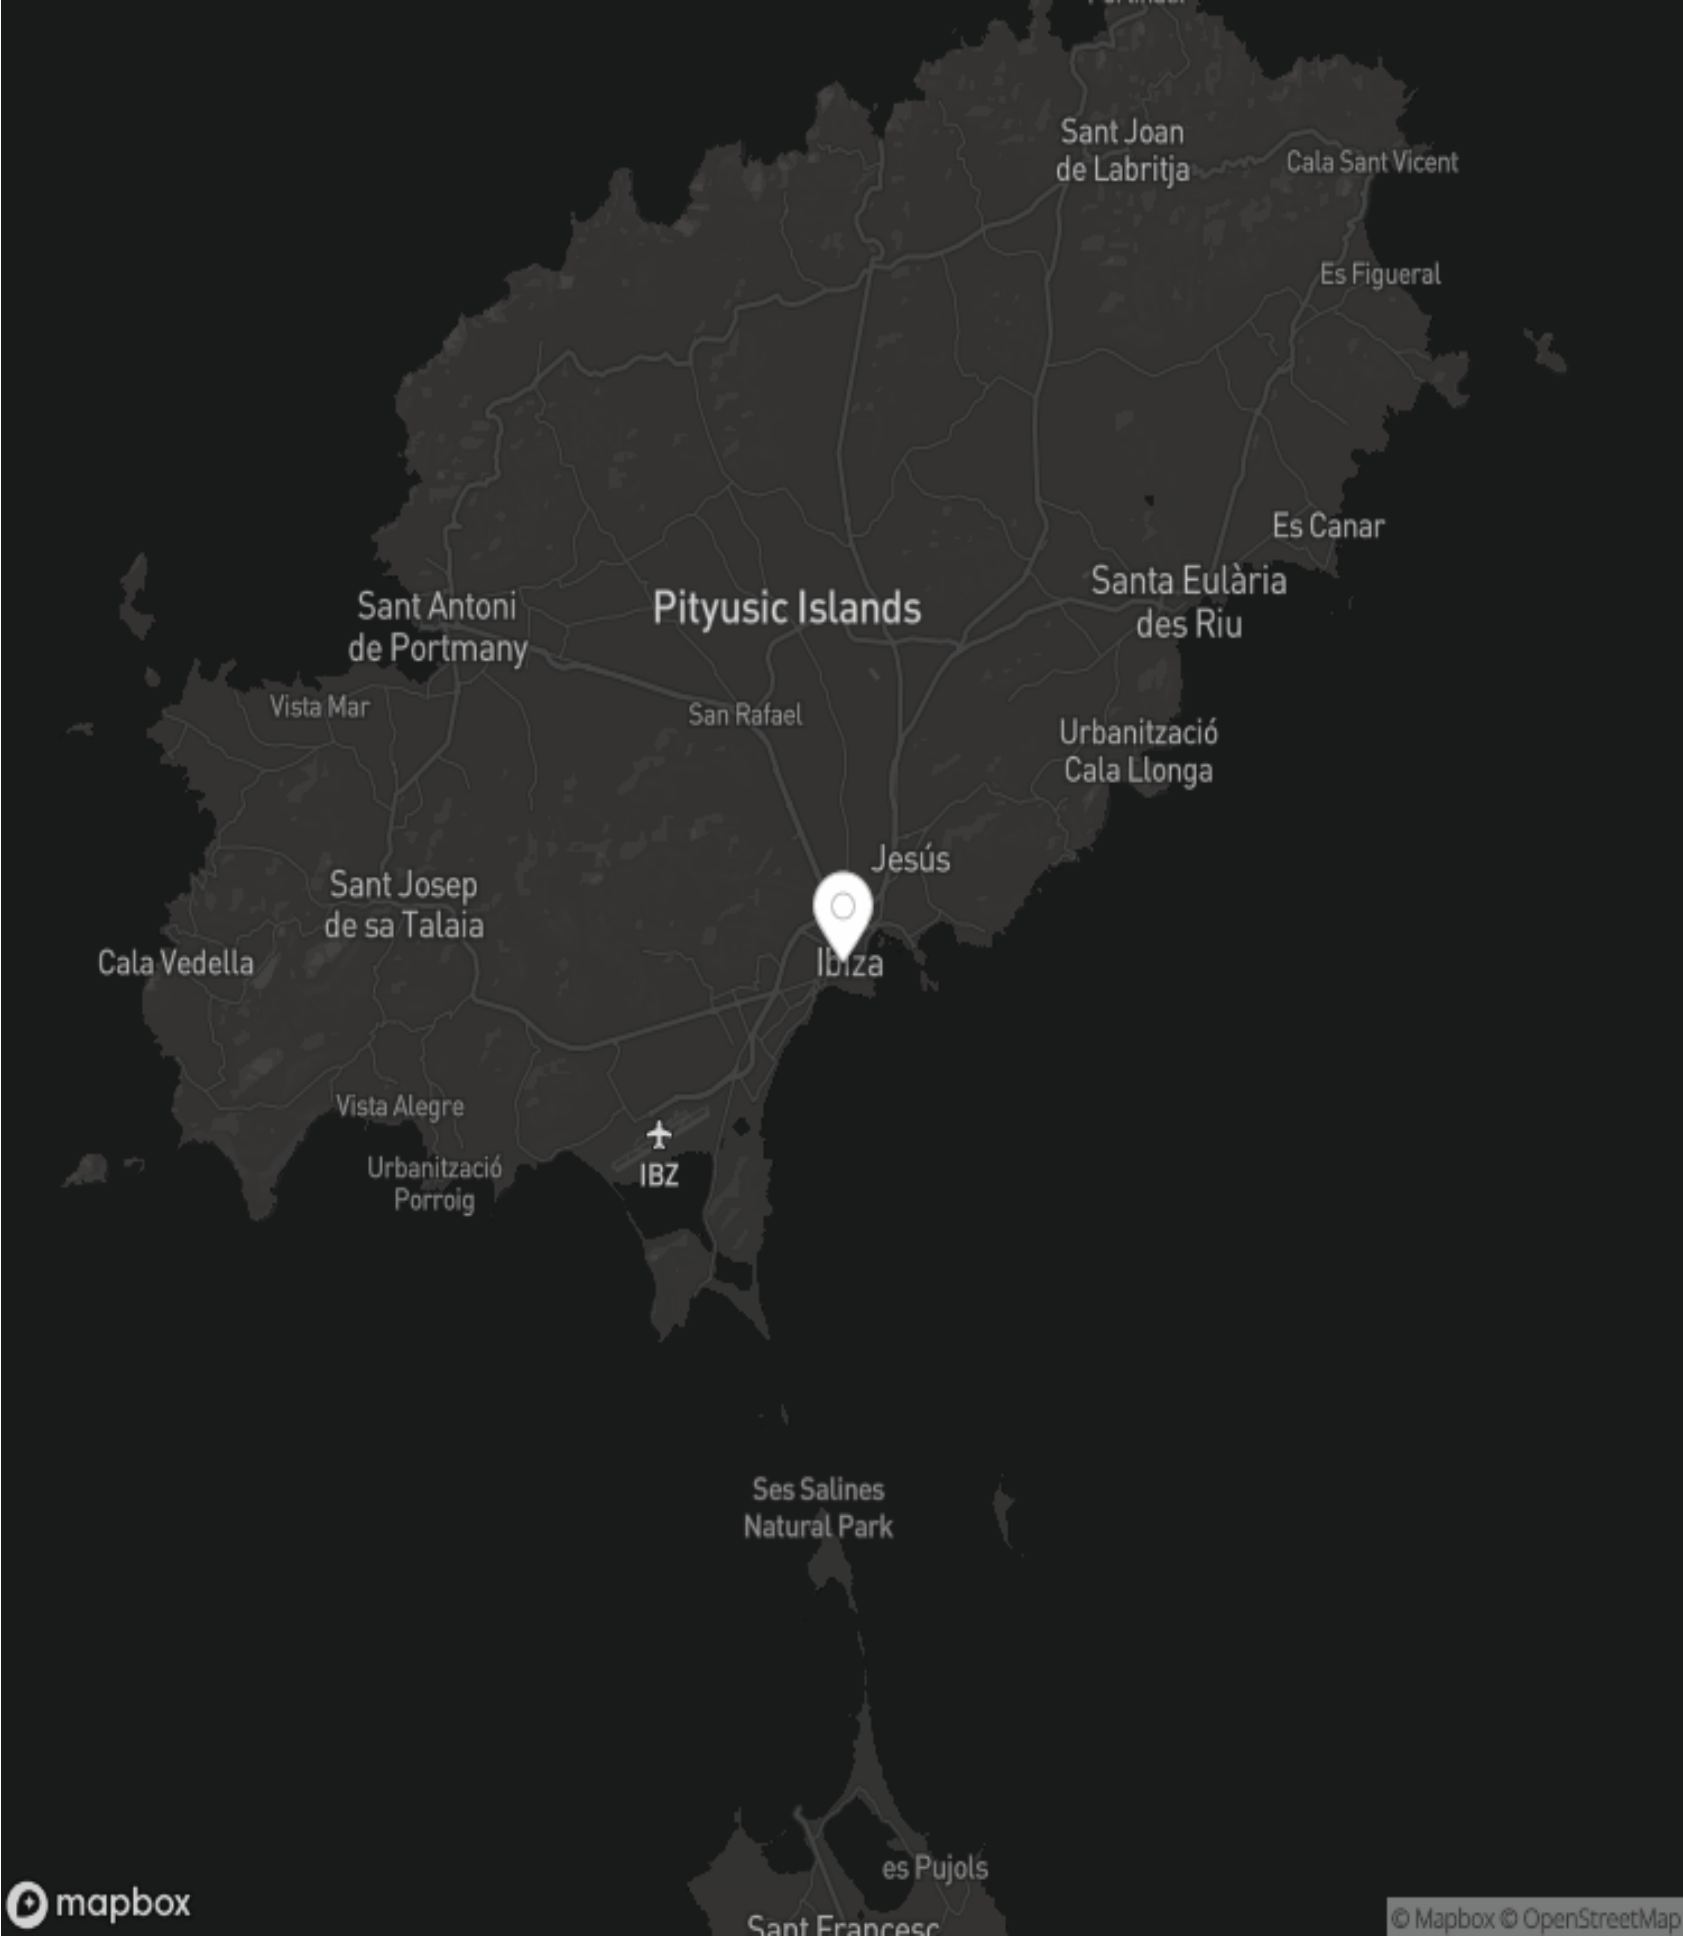 Sant Joan
de Labritja
Cala Sant Vicent
Es Figueral
Es Canar
Santa Eulària
des Riu
Sant Antoni
de Portmany
Pityusic Islands
Vista Mar
San Rafael
Urbanització
Cala Llonga
Jesús
Sant Josep
de sa Talaia
Cala Vedella
Ibiza
Vista Alegre
Urbanització
Porroig
IBZ
Ses Salines
Natural Park
es Pujols
Sant Francesc
mapbox
© Mapbox © OpenStreetMap